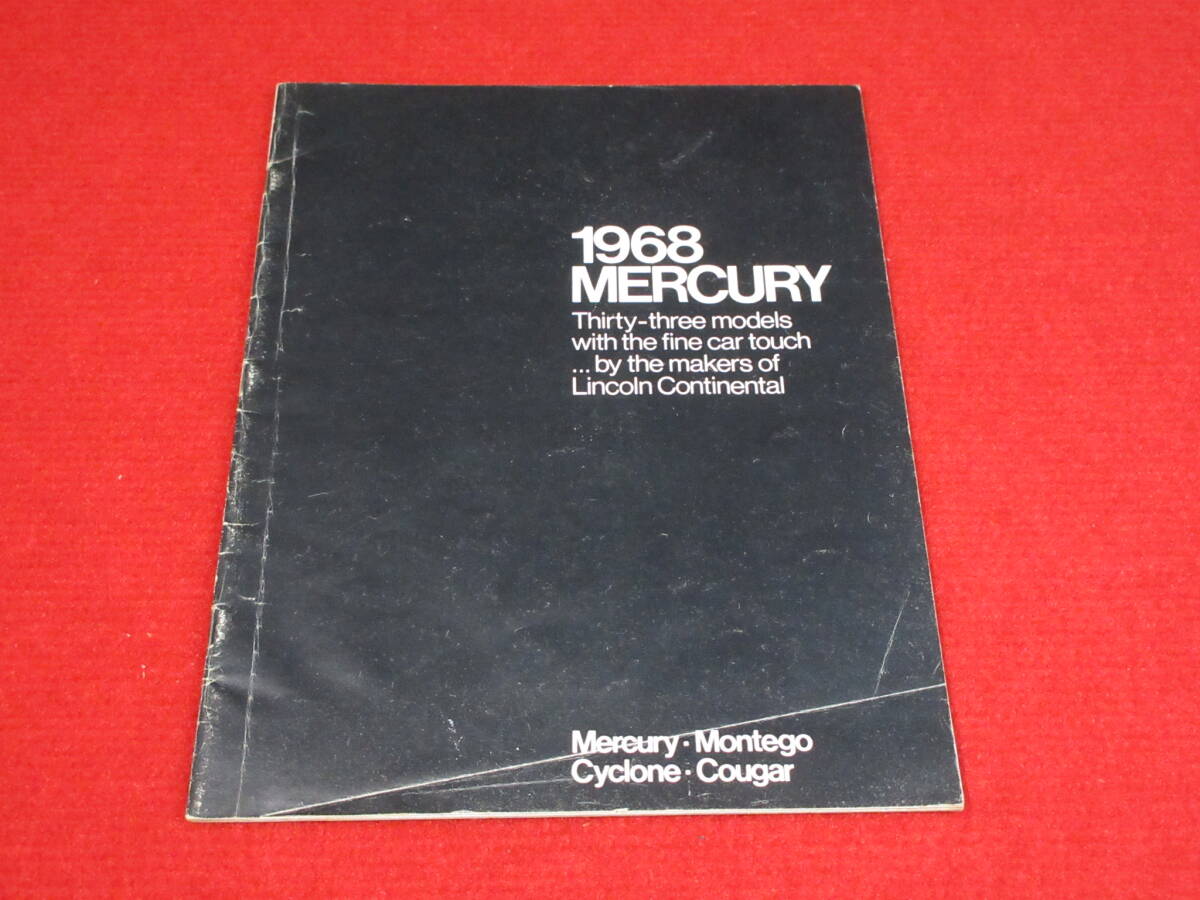 1968
MERCURY
Thirty-three models
with the fine car touch
... by the makers of
Lincoln Continental
Mercury · Montego
Cyclone · Cougar